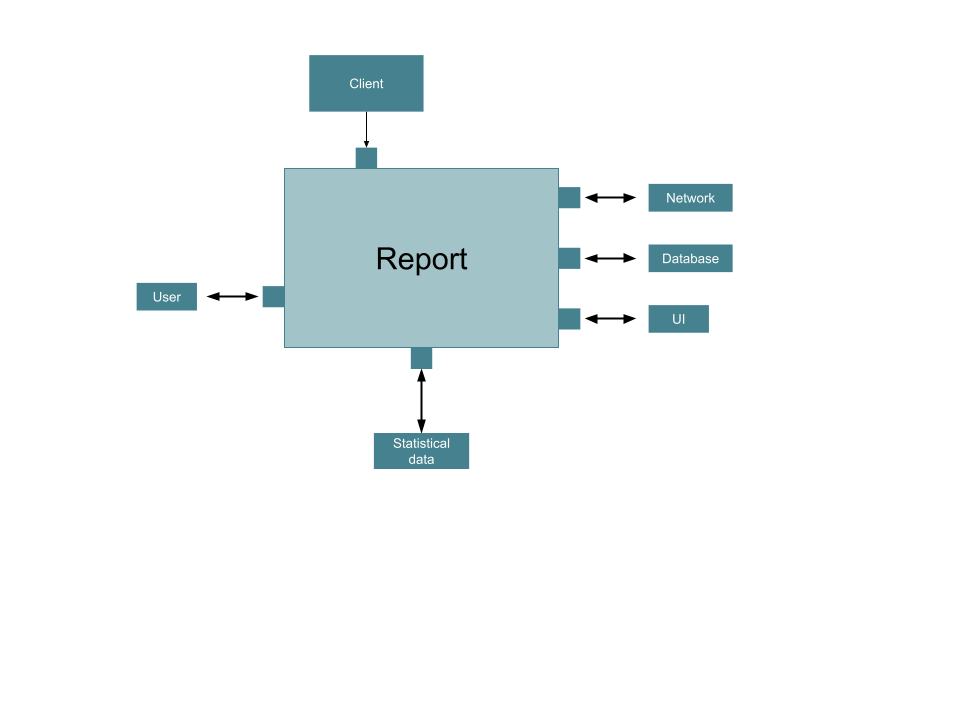 Client
Network
Report
Database
User
UI
Statistical
data